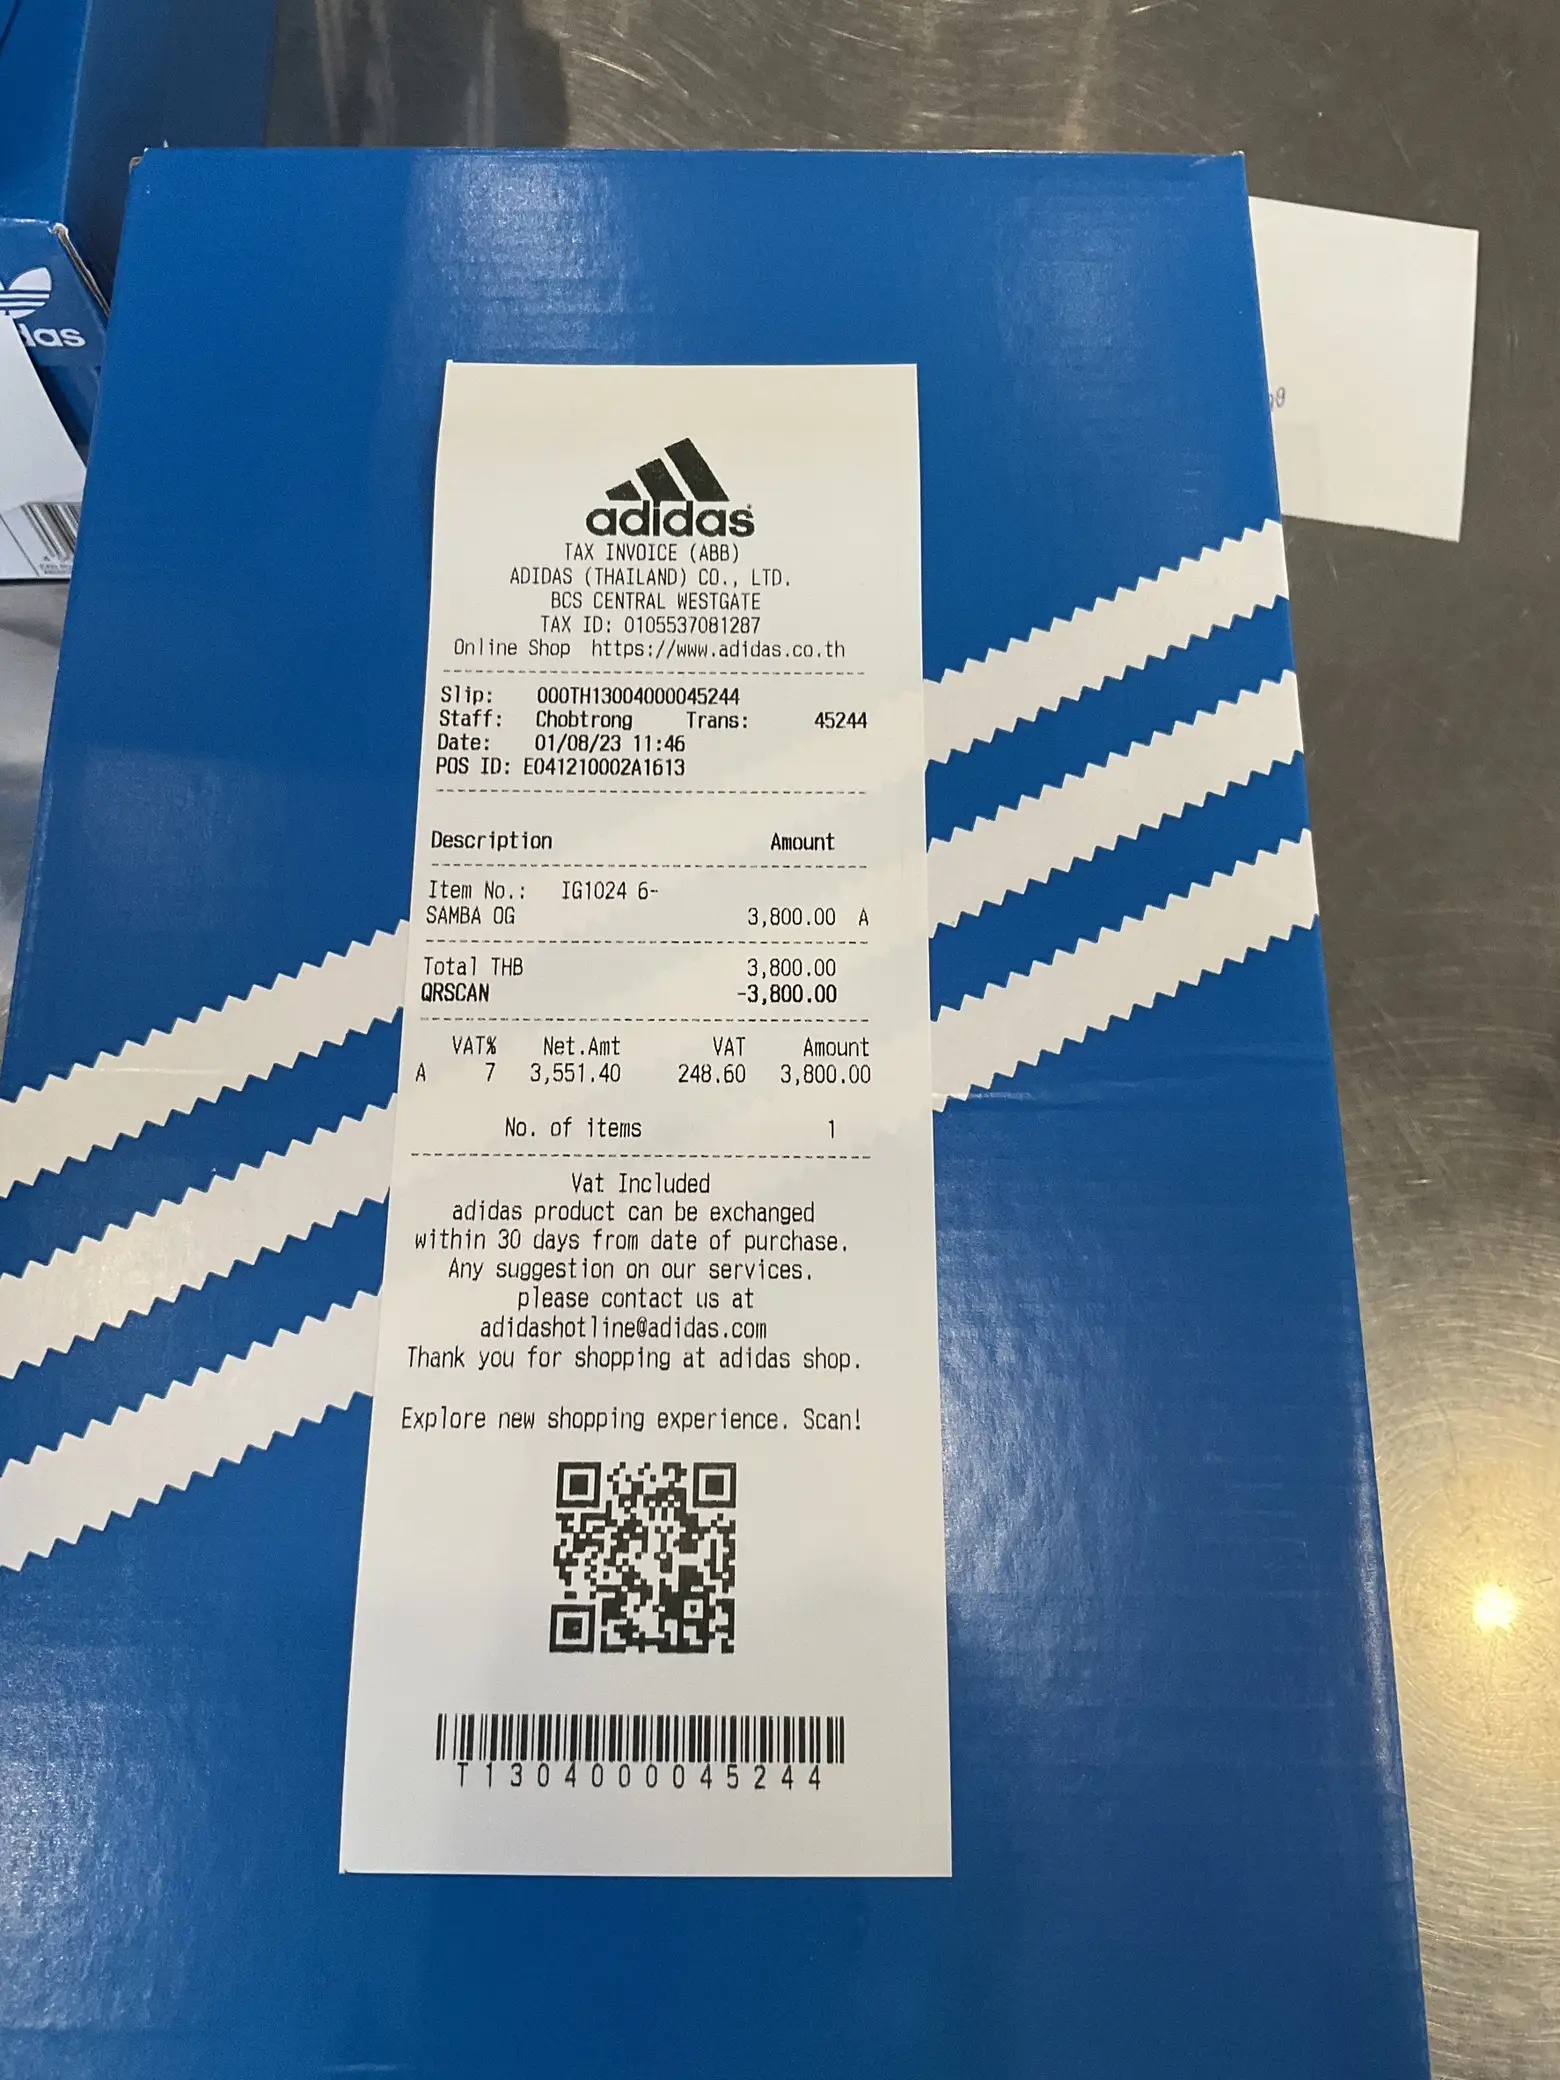 adidas
TAX INVOICE (ABB)
ADIDAS (THAILAND) CO., LTD.
BCS CENTRAL WESTGATE
TAX ID: 0105537081287
Online Shop https://www.adidas.co.th
Slip: 000TH13004000045244
Staff: Chobtrong Trans: 45244
Date: 01/08/23 11:46
POS ID: E041210002A1613
Description Amount
Item No.: IG1024 6-
SAMBA OG 3,800.00 A
Total THB 3,800.00
QRSCAN -3,800.00
VAT% Net.Amt VAT Amount
A 7 3,551.40 248.60 3,800.00
No. of items 1
Vat Included
adidas product can be exchanged
within 30 days from date of purchase.
Any suggestion on our services.
please contact us at
adidashotline@adidas.com
Thank you for shopping at adidas shop.
Explore new shopping experience. Scan!
T1304000045244
das